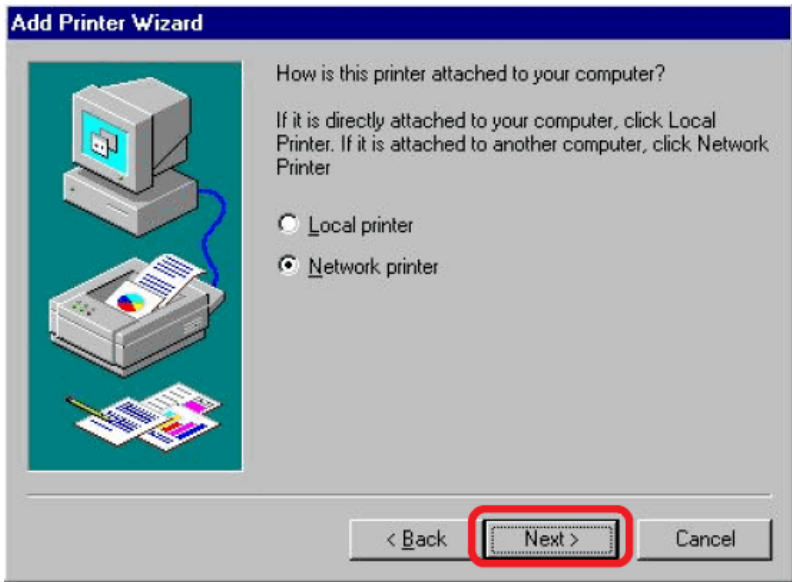 Add Printer Wizard
How is this printer attached to your computer?
If it is directly attached to your computer, click Local
Printer. If it is attached to another computer, click Network
Printer
Local printer
Network printer
< Back
Next >
Cancel